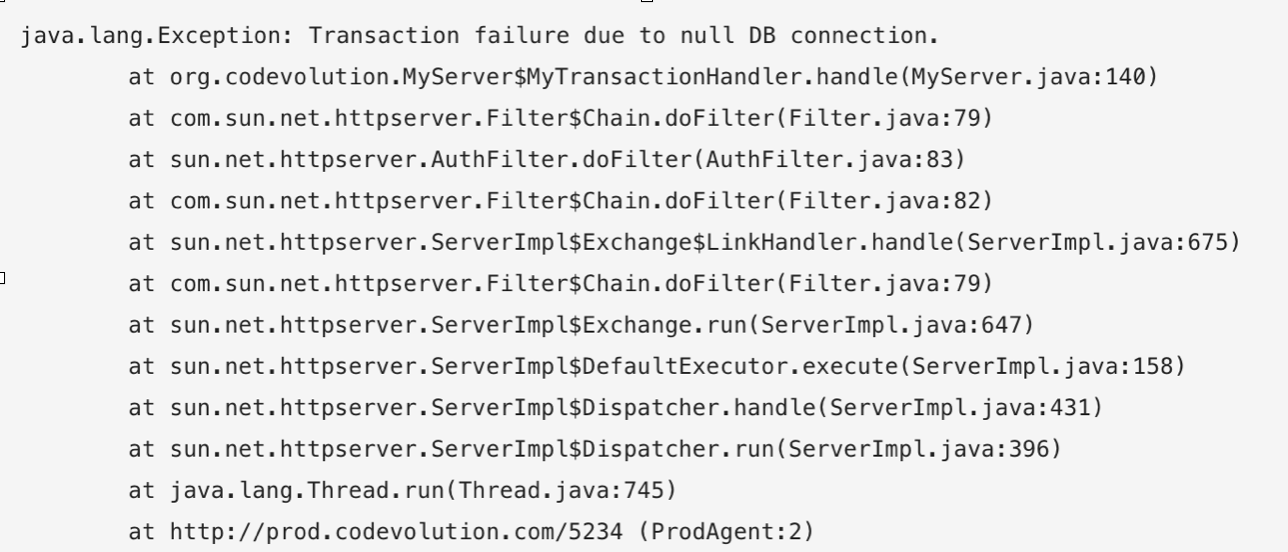 java.lang.Exception: Transaction failure due to null DB connection.
at org.codevolution.MyServer$MyTransactionHandler.handle(MyServer.java:140)
at com.sun.net.httpserver.Filter$Chain.doFilter(Filter.java:79)
at sun.net.httpserver.AuthFilter.doFilter(AuthFilter.java:83)
at com.sun.net.httpserver.Filter$Chain.doFilter(Filter.java:82)
at sun.net.httpserver.ServerImpl$Exchange$LinkHandler.handle(ServerImpl.java:675)
at com.sun.net.httpserver.Filter$Chain.doFilter(Filter.java:79)
at sun.net.httpserver.ServerImpl$Exchange.run(ServerImpl.java:647)
at sun.net.httpserver.ServerImpl$DefaultExecutor.execute(ServerImpl.java:158)
at sun.net.httpserver.ServerImpl$Dispatcher.handle(ServerImpl.java:431)
at sun.net.httpserver.ServerImpl$Dispatcher.run(ServerImpl.java:396)
at java.lang.Thread.run(Thread.java:745)
at http://prod.codevolution.com/5234 (ProdAgent:2)